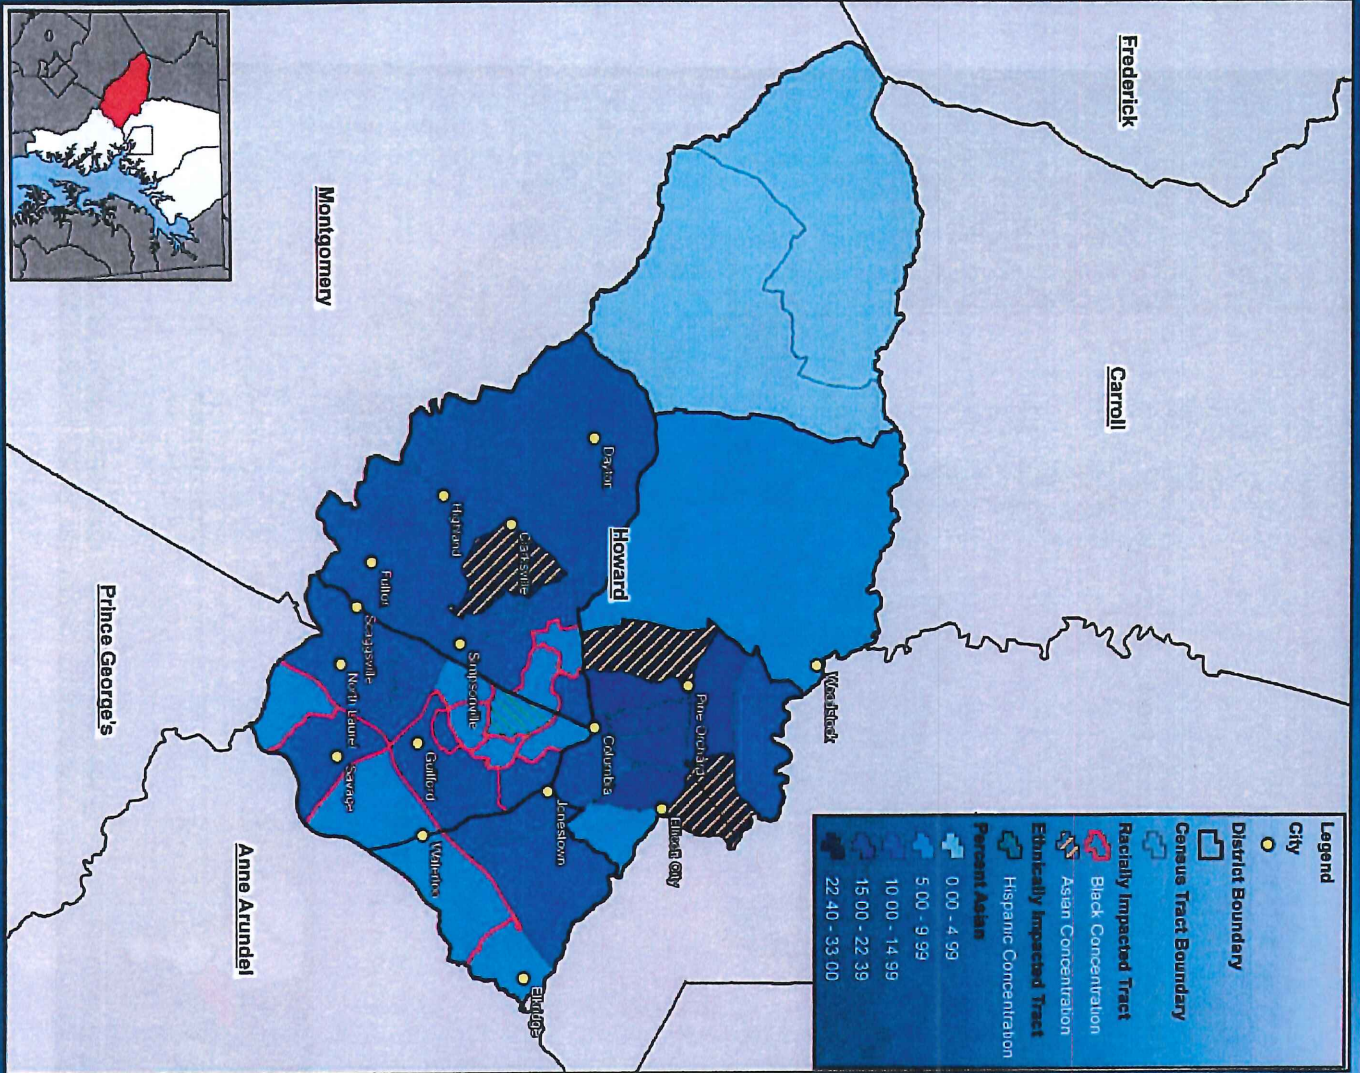 Legend
City
District Boundary
Census Tract Boundary
Racially Impacted Tract
Black Concentration
Asian Concentration
Ethnically Impacted Tract
Hispanic Concentration
Percent Asian
0 00 - 4 99
5 00 - 9 99
10 00 - 14 99
15 00 - 22 39
22 40 - 33 00
Frederick
Carroll
Howard
Montgomery
Prince George's
Anne Arundel
Woodstock
Pine Orchard
Ellicott City
Columbia
Jonestown
Dayton
Clarksville
Highland
Simpsonville
Fulton
Scaggsville
North Laurel
Guilford
Savage
Waterloo
Elkridge